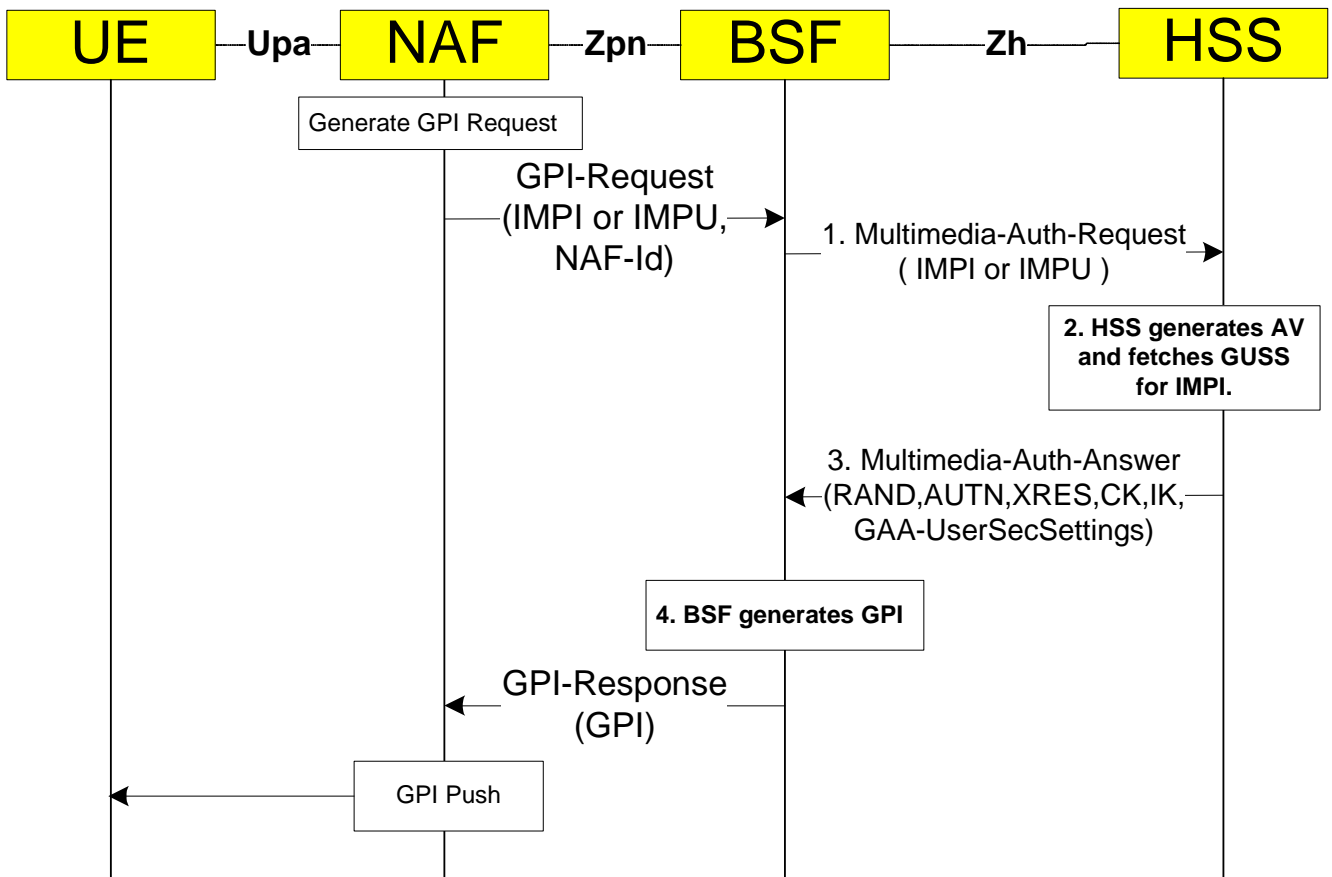 UE
Upa
NAF
Zpn
BSF
Zh
HSS
Generate GPI Request
GPI-Request
(IMPI or IMPU,
NAF-Id)
1. Multimedia-Auth-Request
( IMPI or IMPU )
2. HSS generates AV
and fetches GUSS
for IMPI.
3. Multimedia-Auth-Answer
(RAND,AUTN,XRES,CK,IK,
GAA-UserSecSettings)
4. BSF generates GPI
GPI-Response
(GPI)
GPI Push